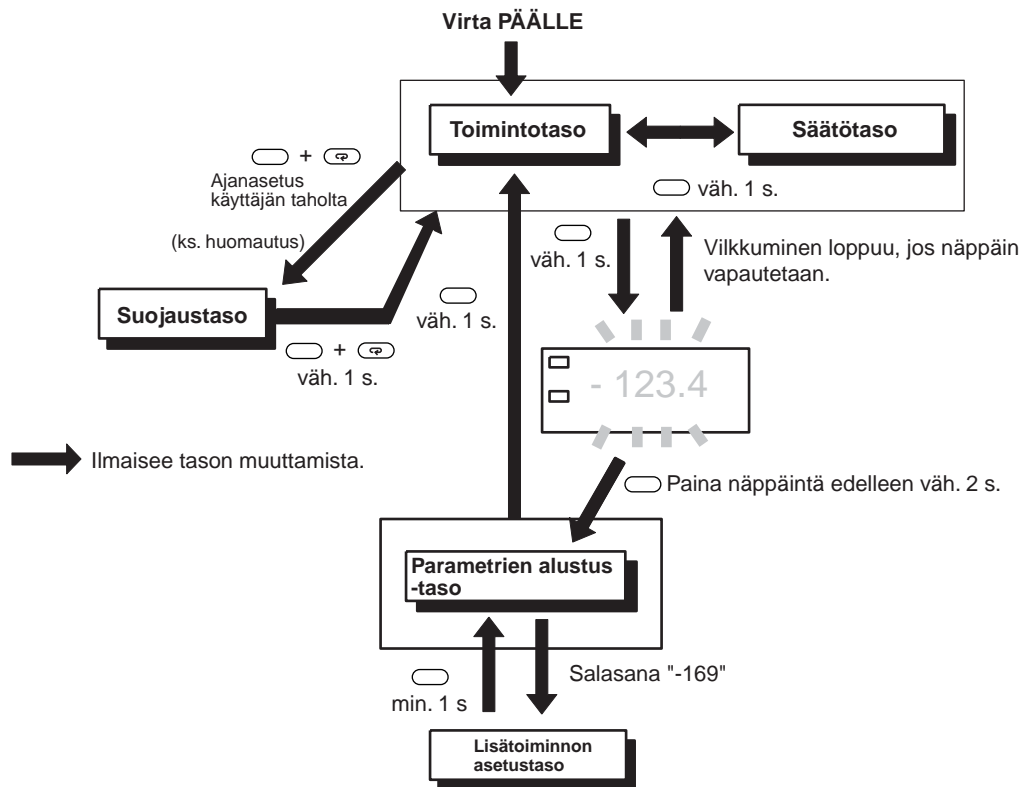 Virta PÄÄLLE
Toimintotaso
Säätötaso
+
Ajanasetus
käyttäjän taholta
(ks. huomautus)
väh. 1 s.
väh. 1 s.
Vilkkuminen loppuu, jos näppäin
vapautetaan.
Suojaustaso
väh. 1 s.
+
väh. 1 s.
- 123.4
Ilmaisee tason muuttamista.
Paina näppäintä edelleen väh. 2 s.
Parametrien alustus
-taso
Salasana "-169"
min. 1 s
Lisätoiminnon
asetustaso